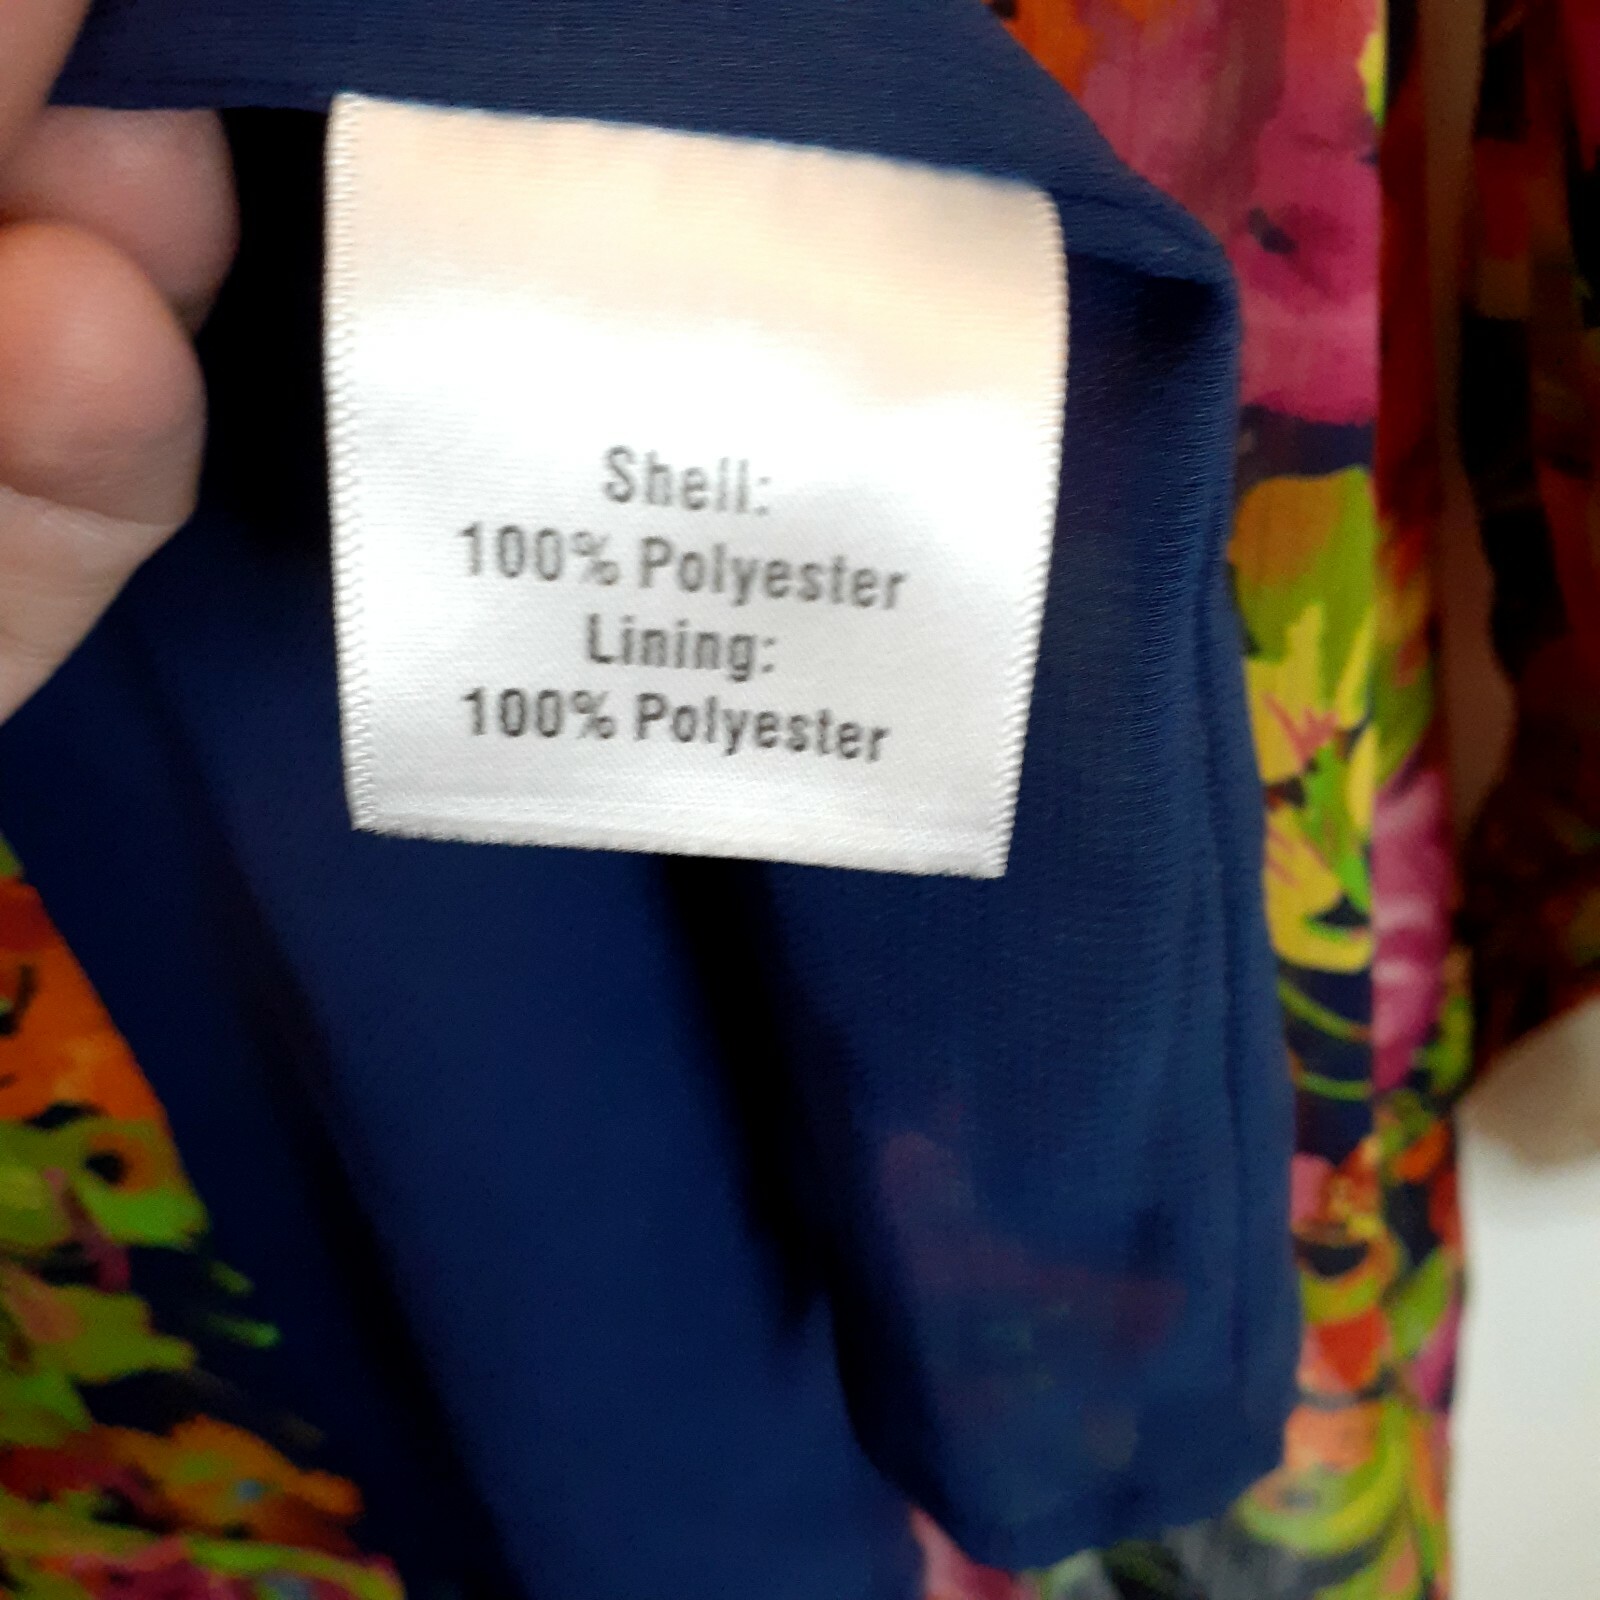 Shell:
100% Polyester
Lining:
100% Polyester